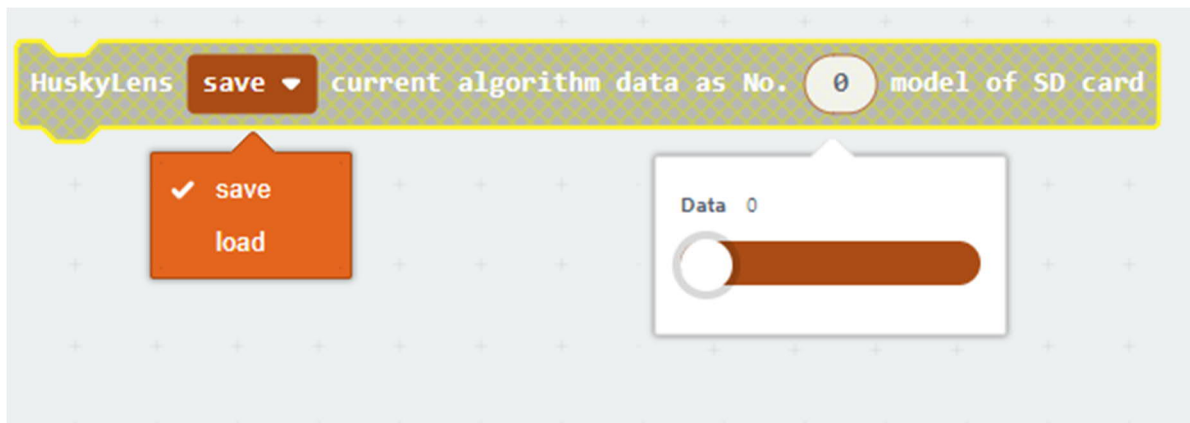 HuskyLens save current algorithm data as No. 0 model of SD card
save
load
Data 0